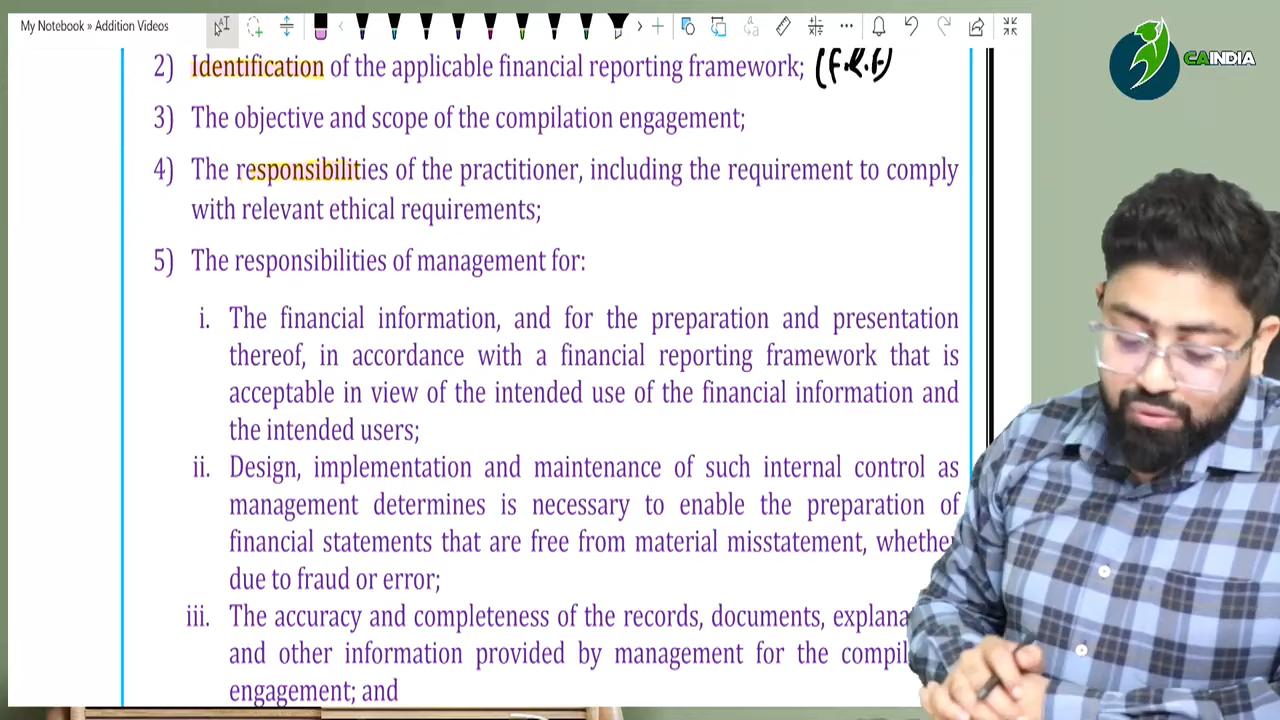 My Notebook » Addition Videos
CAINDIA
2) Identification of the applicable financial reporting framework; (F.R.F)
3) The objective and scope of the compilation engagement;
4) The responsibilities of the practitioner, including the requirement to comply
with relevant ethical requirements;
5) The responsibilities of management for:
i. The financial information, and for the preparation and presentation
thereof, in accordance with a financial reporting framework that is
acceptable in view of the intended use of the financial information and
the intended users;
ii. Design, implementation and maintenance of such internal control as
management determines is necessary to enable the preparation of
financial statements that are free from material misstatement, whether
due to fraud or error;
iii. The accuracy and completeness of the records, documents,
and other information provided by management for the
engagement; and